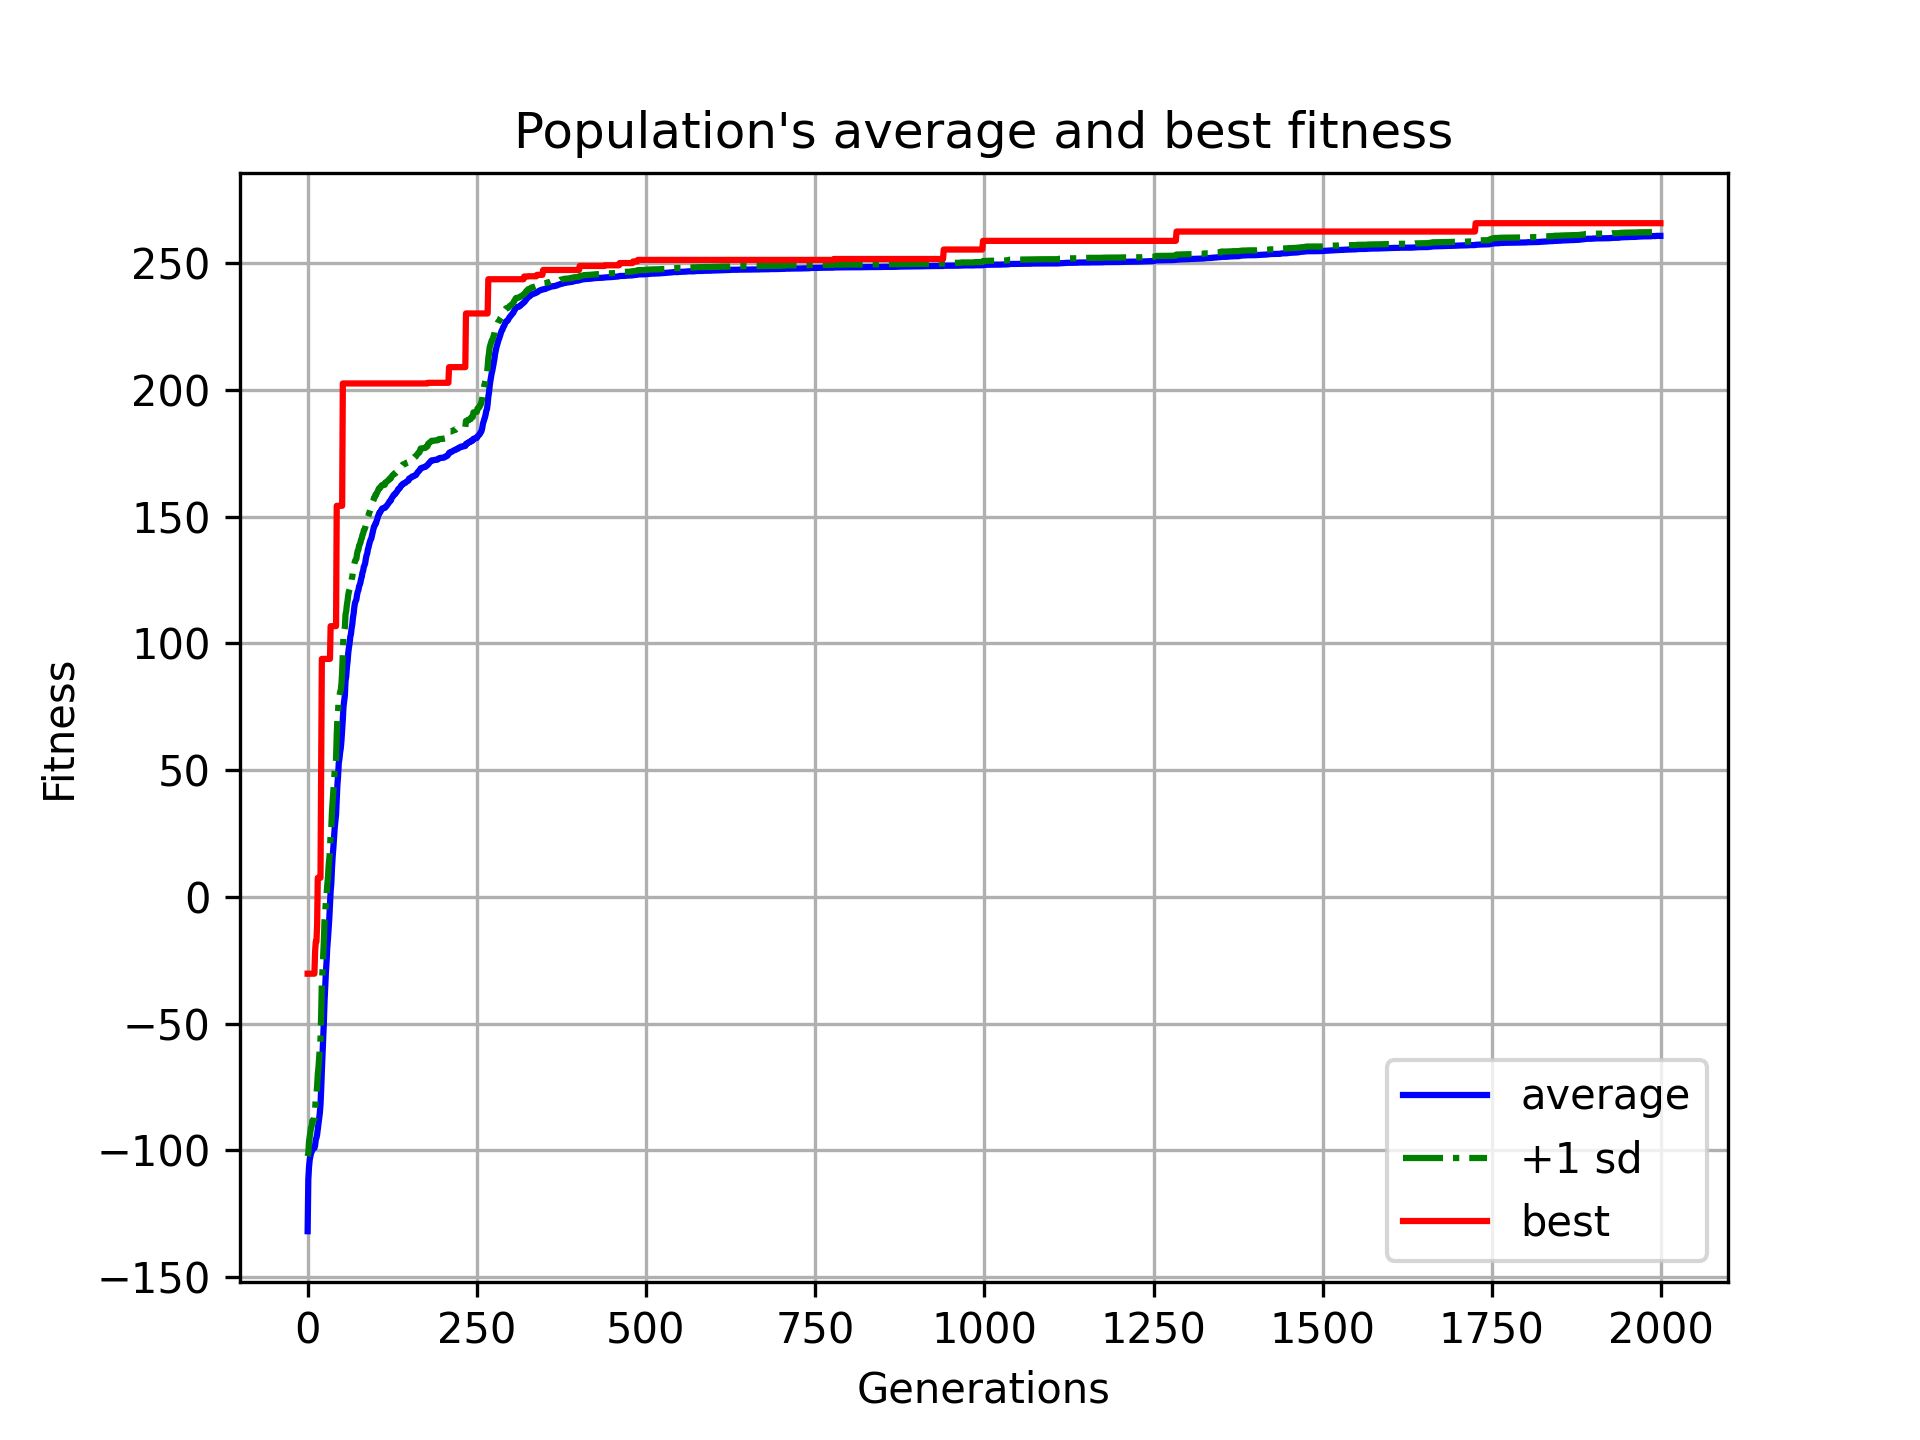 Population's average and best fitness
Fitness
250
200
150
100
50
0
−50
−100
−150
0 250 500 750 1000 1250 1500 1750 2000
Generations
average
+1 sd
best